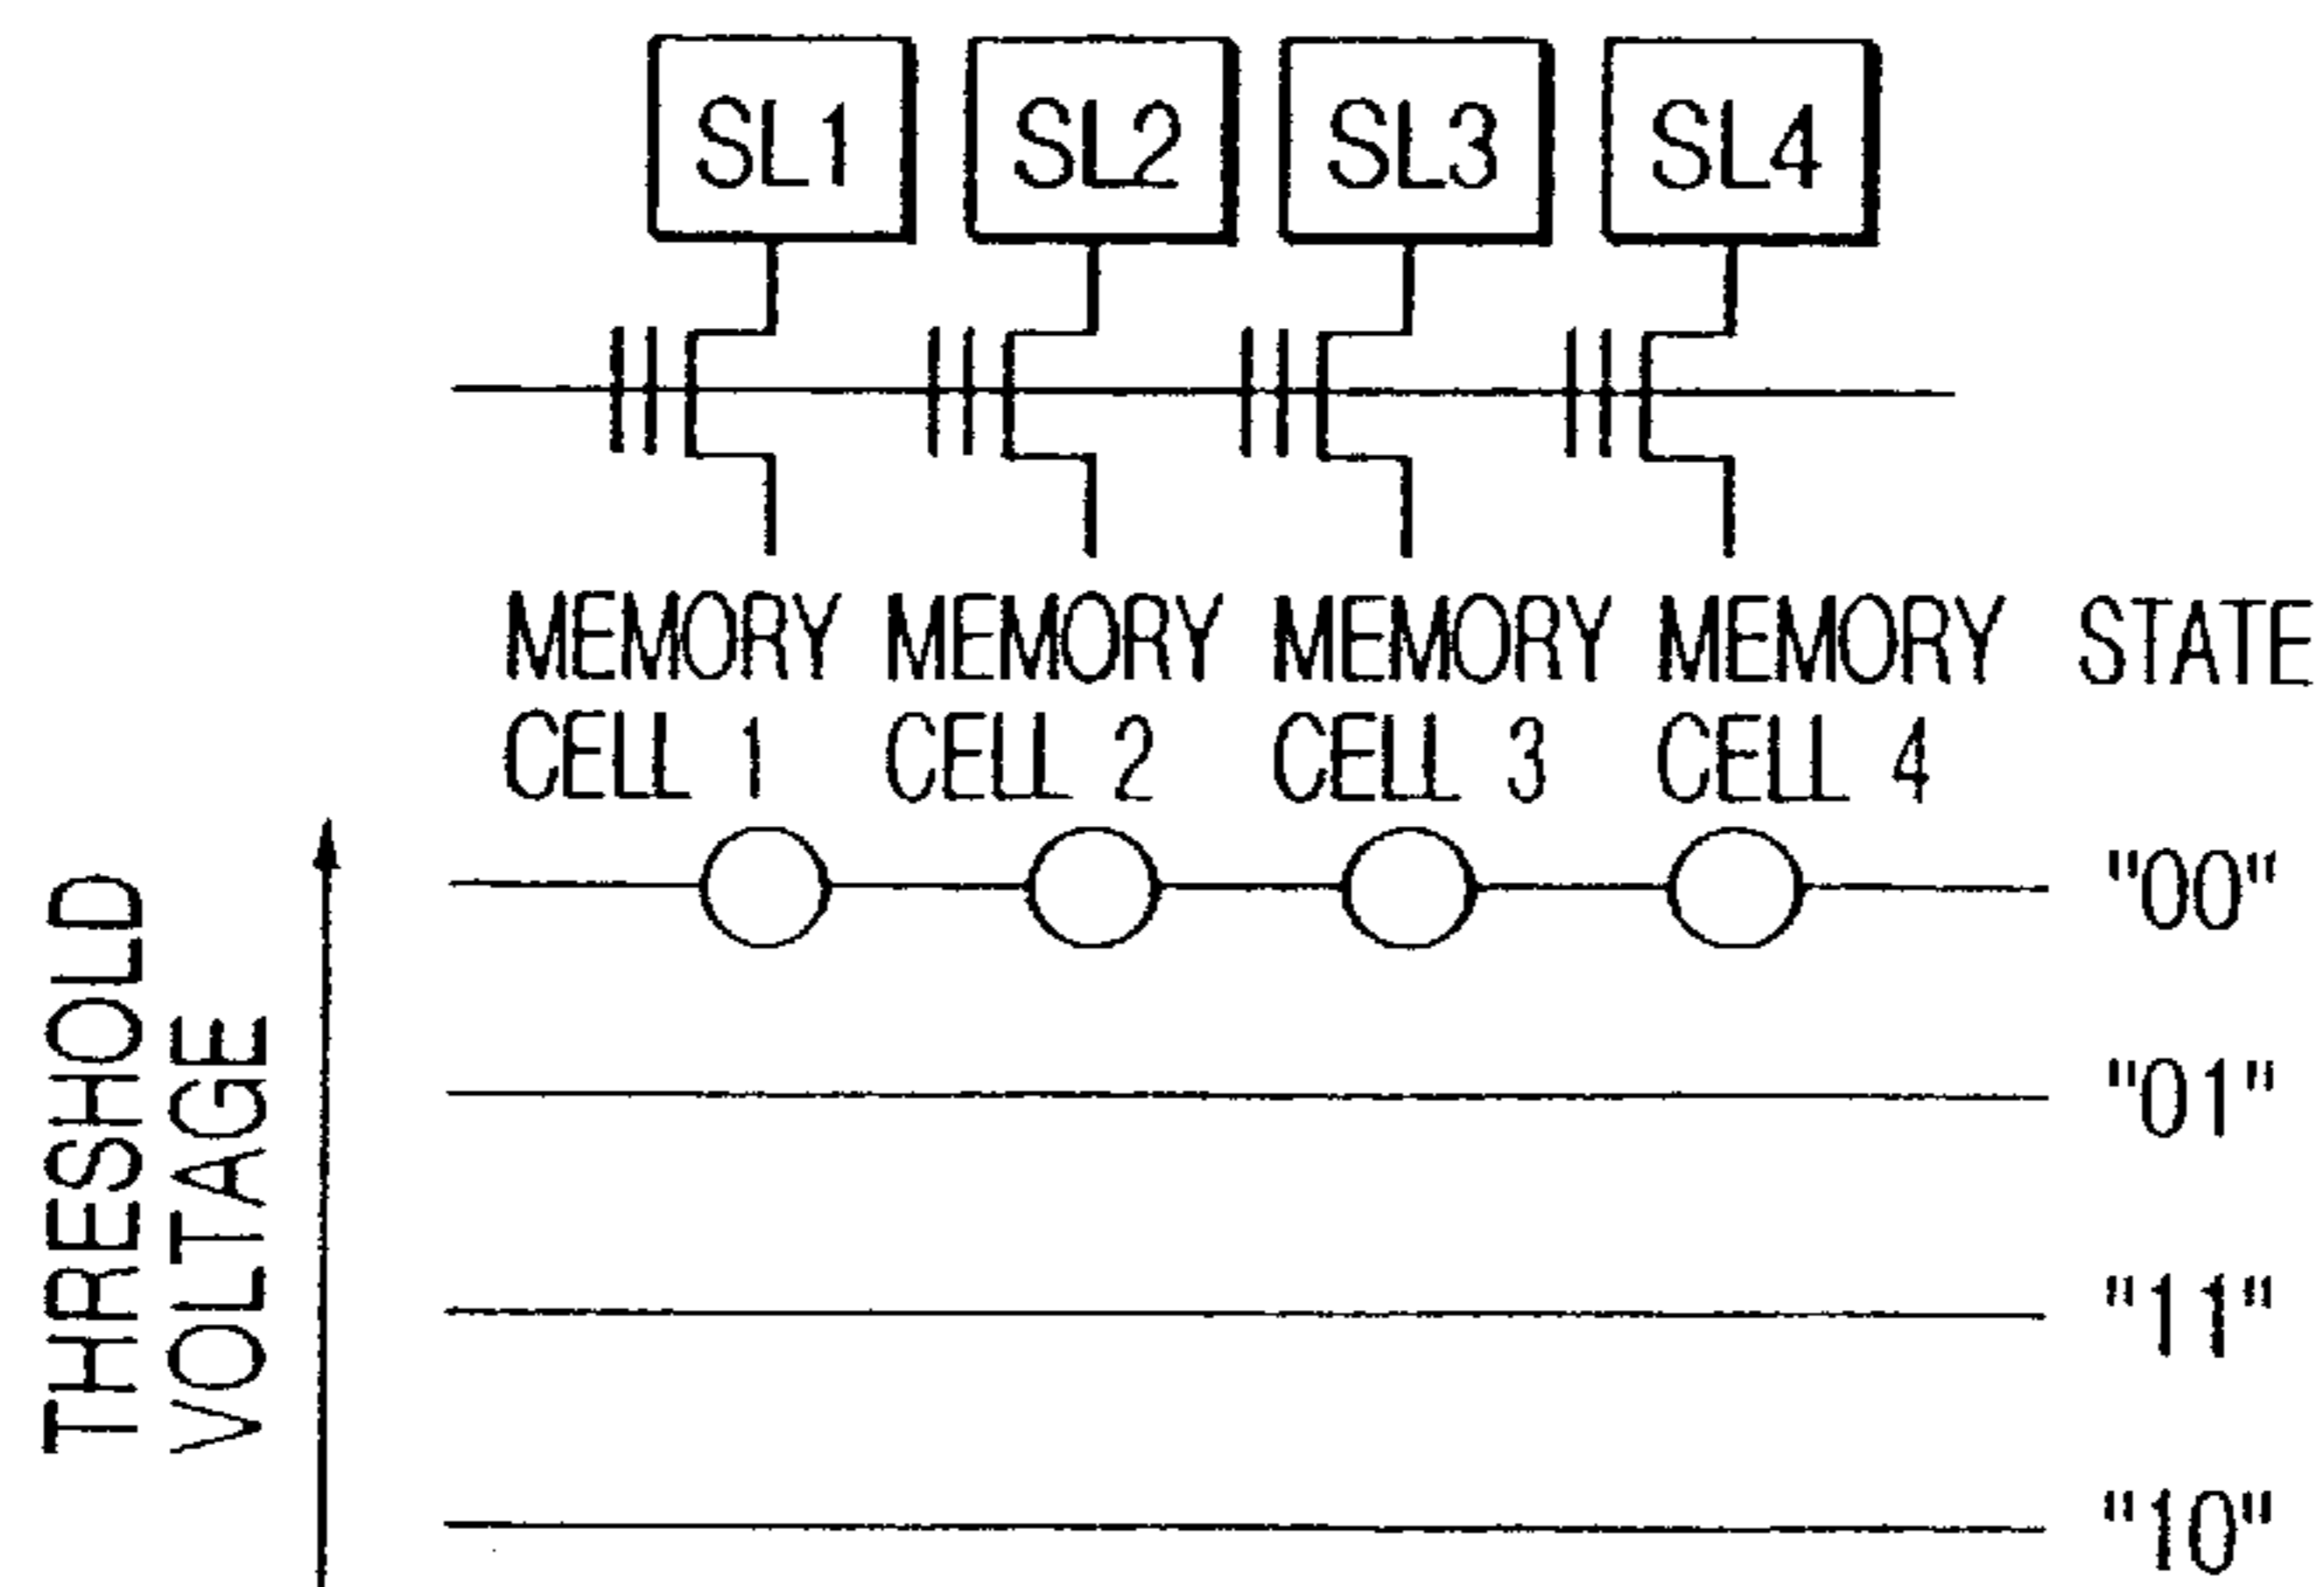 SL1 SL2 SL3 SL4
MEMORY MEMORY MEMORY MEMORY STATE
CELL 1 CELL 2 CELL 3 CELL 4
"00"
"01"
"11"
"10"
THRESHOLD
VOLTAGE